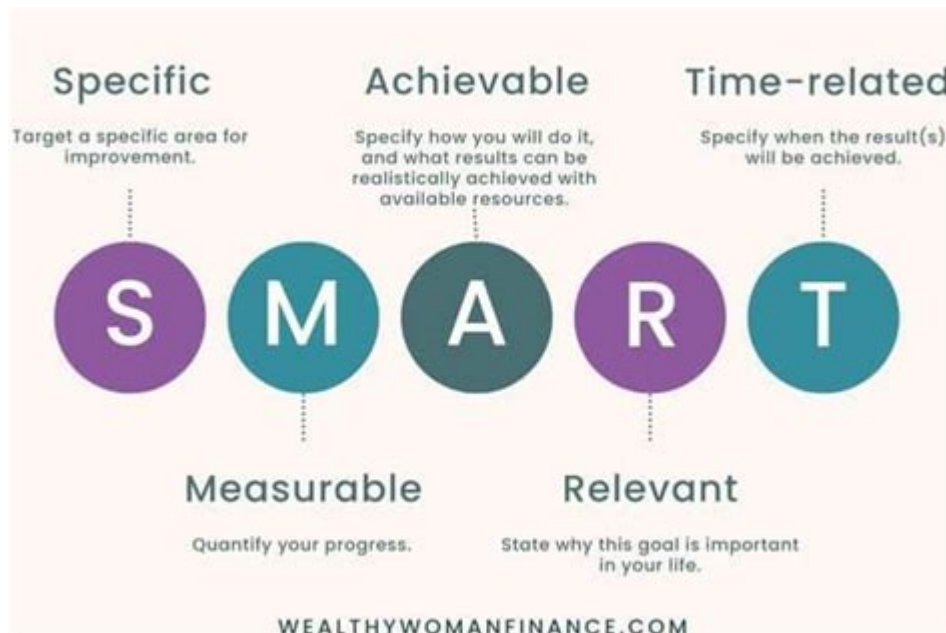 Specific
Target a specific area for
improvement.
Achievable
Specify how you will do it,
and what results can be
realistically achieved with
available resources.
Time-related
Specify when the result(s)
will be achieved.
S M A R T
Measurable
Quantify your progress.
Relevant
State why this goal is important
in your life.
WEALTHYWOMANFINANCE.COM